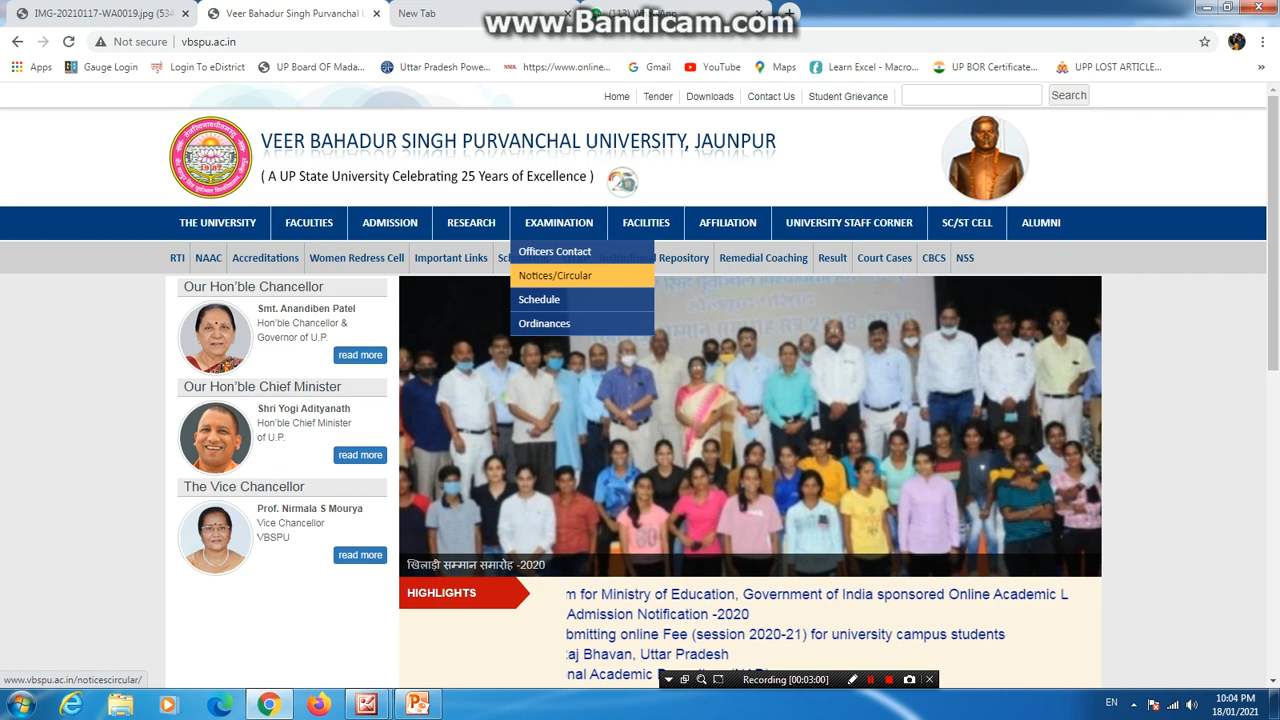 IMG-20210117-WA0019.jpg (534
Veer Bahadur Singh Purvanchal U
New Tab
www.Bandicam.com
Not secure
vbspu.ac.in
Apps
Gauge Login
Login To eDistrict
UP Board OF Mada...
Uttar Pradesh Powe...
https://www.online...
Gmail
YouTube
Maps
Learn Excel - Macro...
UP BOR Certificate...
UPP LOST ARTICLE...
Home
Tender
Downloads
Contact Us
Student Grievance
Search
VEER BAHADUR SINGH PURVANCHAL UNIVERSITY, JAUNPUR
( A UP State University Celebrating 25 Years of Excellence )
THE UNIVERSITY
FACULTIES
ADMISSION
RESEARCH
EXAMINATION
FACILITIES
AFFILIATION
UNIVERSITY STAFF CORNER
SC/ST CELL
ALUMNI
Officers Contact
Notices/Circular
Schedule
Ordinances
RTI
NAAC
Accreditations
Women Redress Cell
Important Links
Repository
Remedial Coaching
Result
Court Cases
CBCS
NSS
Our Hon'ble Chancellor
Smt. Anandiben Patel
Hon'ble Chancellor &
Governor of U.P.
read more
Our Hon'ble Chief Minister
Shri Yogi Adityanath
Hon'ble Chief Minister
of U.P.
read more
The Vice Chancellor
Prof. Nirmala S Mourya
Vice Chancellor
VBSPU
read more
खिलाड़ी सम्मान समारोह -2020
HIGHLIGHTS
m for Ministry of Education, Government of India sponsored Online Academic L
Admission Notification -2020
bmitting online Fee (session 2020-21) for university campus students
Raj Bhavan, Uttar Pradesh
nal Academic
www.vbspu.ac.in/noticescircular/
Recording [00:03:00]
EN
10:04 PM
18/01/2021